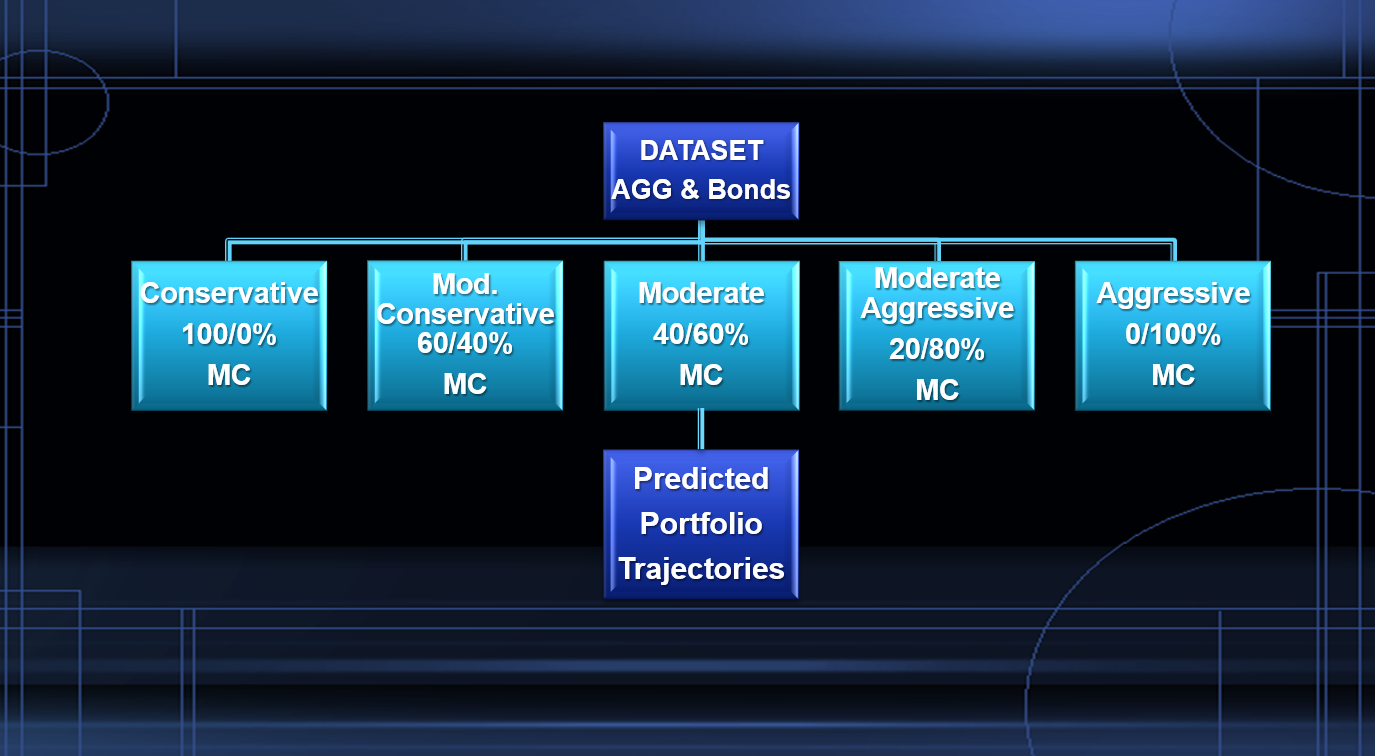 DATASET
AGG & Bonds
Conservative
100/0%
MC
Mod.
Conservative
60/40%
MC
Moderate
40/60%
MC
Moderate
Aggressive
20/80%
MC
Aggressive
0/100%
MC
Predicted
Portfolio
Trajectories